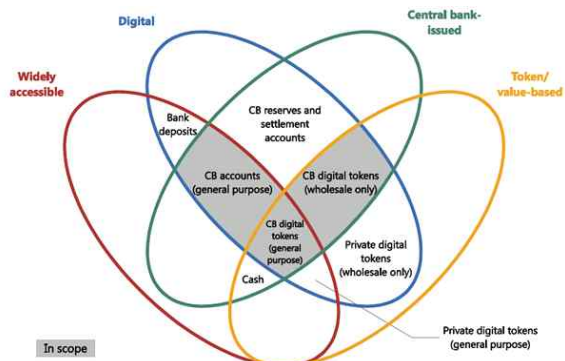 Digital
Central bank-
issued
Widely
accessible
Token/
value-based
Bank
deposits
CB reserves and
settlement
accounts
CB accounts
(general purpose)
CB digital tokens
(wholesale only)
CB digital
tokens
(general
purpose)
Private digital
tokens
(wholesale only)
Cash
Private digital tokens
(general purpose)
In scope